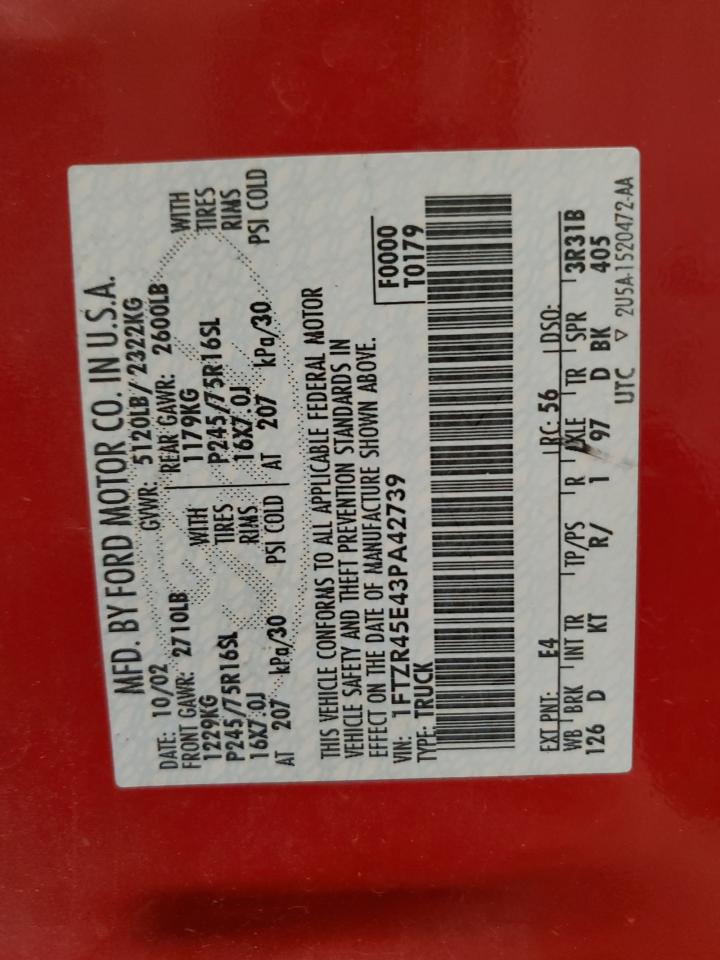 MFD. BY FORD MOTOR CO. IN U.S.A.
DATE: 10/02 GVWR: 5120LB/ 2322KG
FRONT GAWR: 2710LB REAR GAWR: 2600LB
1229KG WITH 1179KG WITH
P245/75R16SL TIRES P245/75R16SL TIRES
16X7.0J RIMS 16X7.0J RIMS
AT 207 kPa/30 PSI COLD AT 207 kPa/30 PSI COLD
THIS VEHICLE CONFORMS TO ALL APPLICABLE FEDERAL MOTOR
VEHICLE SAFETY AND THEFT PREVENTION STANDARDS IN
EFFECT ON THE DATE OF MANUFACTURE SHOWN ABOVE.
VIN: 1FTZR45E43PA42739 F0000
TYPE: TRUCK T0179
EXT PNT: E4 RC: 56 DSO:
WB BRK INT TR TP/PS R AXLE TR SPR 3R31B
126 D KT R/ 1 97 D BK 405
UTC ▽ 2U5A-1520472-AA